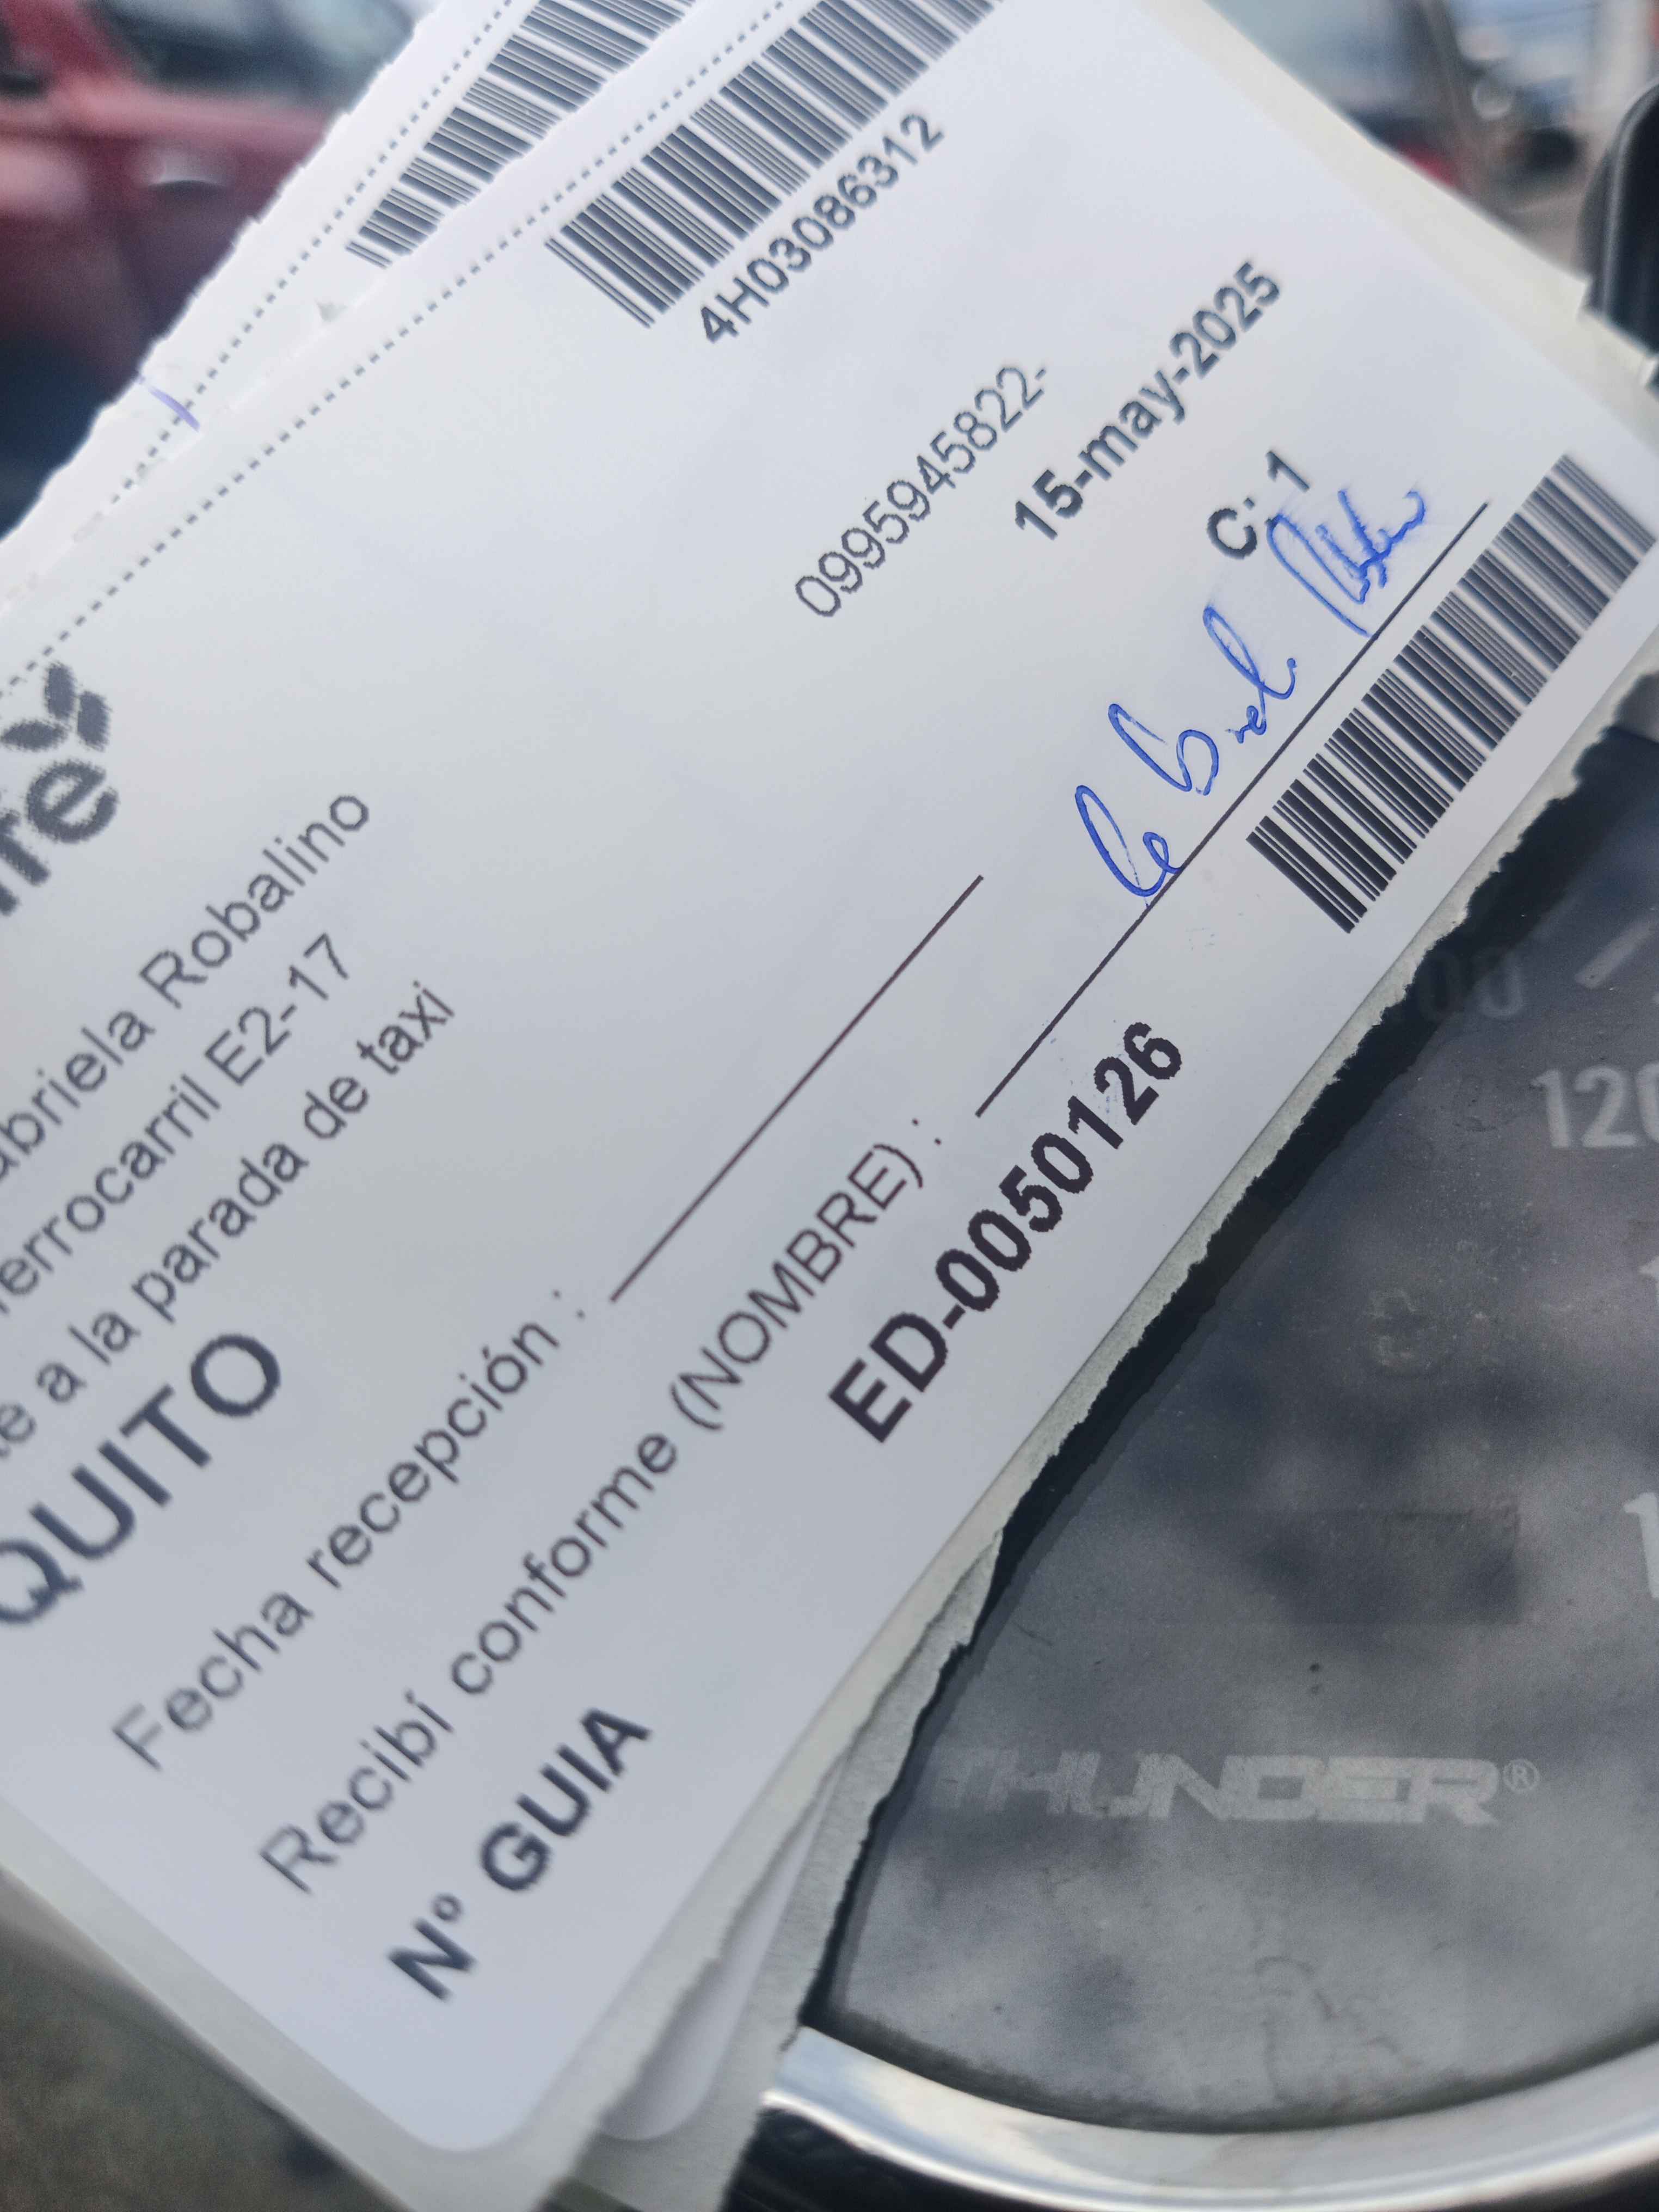 4H03086312
abriela Robalino
errocarril E2-17
te a la parada de taxi
0995945822-
QUITO
15-may-2025
C: 1
Fecha recepción :
Recibí conforme (NOMBRE) :
Nº GUIA
ED-0050126
120
THUNDER®